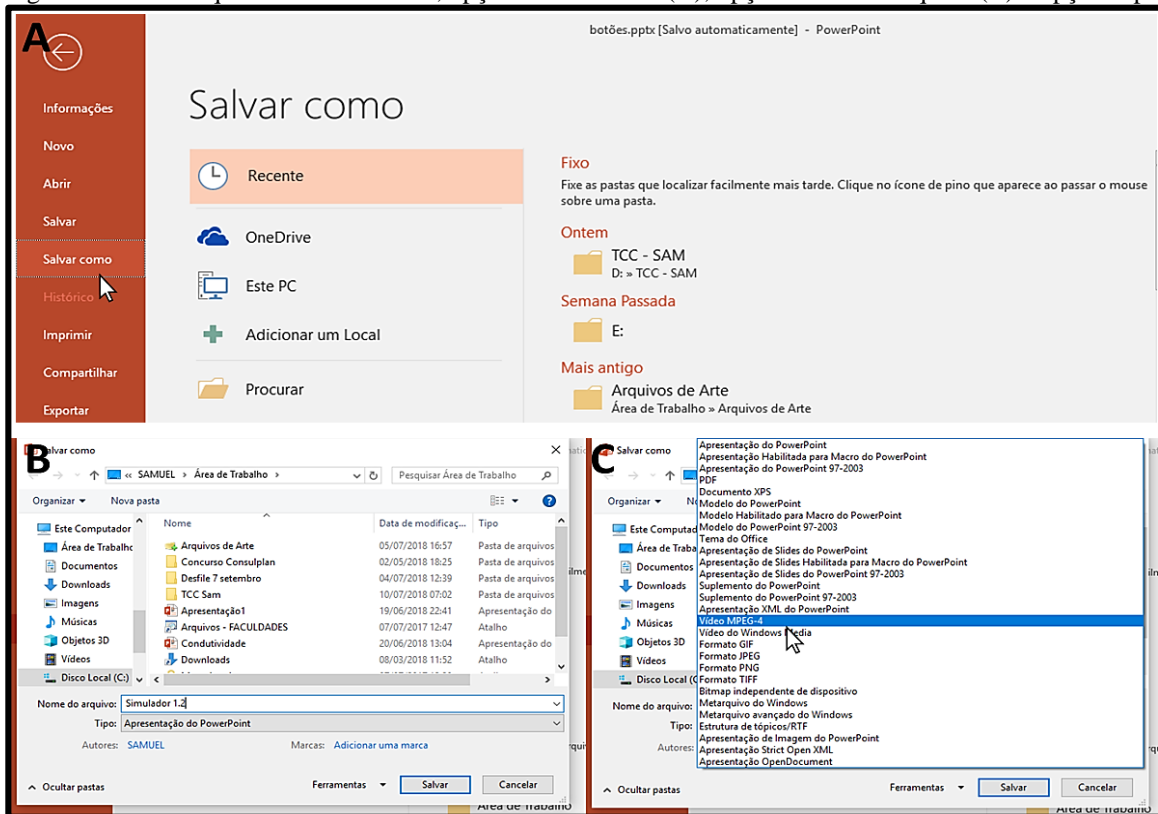 A
botões.pptx [Salvo automaticamente] - PowerPoint
Informações
Novo
Abrir
Salvar
Salvar como
Histórico
Imprimir
Compartilhar
Exportar
Salvar como
Recente
OneDrive
Este PC
Adicionar um Local
Procurar
Fixo
Fixe as pastas que localizar facilmente mais tarde. Clique no ícone de pino que aparece ao passar o mouse
sobre uma pasta.
Ontem
TCC - SAM
D: » TCC - SAM
Semana Passada
E:
Mais antigo
Arquivos de Arte
Área de Trabalho » Arquivos de Arte
B
Salvar como
« SAMUEL › Área de Trabalho ›
Pesquisar Área de Trabalho
Organizar
Nova pasta
Este Computador
Área de Trabalho
Documentos
Downloads
Imagens
Músicas
Objetos 3D
Vídeos
Disco Local (C:)
Nome Data de modificaç... Tipo
Arquivos de Arte 05/07/2018 16:57 Pasta de arquivos
Concurso Consulplan 02/05/2018 18:25 Pasta de arquivos
Desfile 7 setembro 04/07/2018 12:39 Pasta de arquivos
TCC Sam 10/07/2018 07:02 Pasta de arquivos
Apresentação1 19/06/2018 22:41 Apresentação do
Arquivos - FACULDADES 07/07/2017 12:47 Atalho
Condutividade 20/06/2018 13:04 Apresentação do
Downloads 08/03/2018 11:52 Atalho
Nome do arquivo: Simulador 1.2
Tipo: Apresentação do PowerPoint
Autores: SAMUEL Marcas: Adicionar uma marca
Ocultar pastas
Ferramentas
Salvar
Cancelar
Área de Trabalho
C
Salvar como
Organizar
Este Computad
Área de Traba
Documentos
Downloads
Imagens
Músicas
Objetos 3D
Vídeos
Disco Local (C
Nome do arquivo:
Tipo:
Autores:
Apresentação do PowerPoint
Apresentação Habilitada para Macro do PowerPoint
Apresentação do PowerPoint 97-2003
PDF
Documento XPS
Modelo do PowerPoint
Modelo Habilitado para Macro do PowerPoint
Modelo do PowerPoint 97-2003
Tema do Office
Apresentação de Slides do PowerPoint
Apresentação de Slides Habilitada para Macro do PowerPoint
Apresentação de Slides do PowerPoint 97-2003
Suplemento do PowerPoint
Suplemento do PowerPoint 97-2003
Apresentação XML do PowerPoint
Vídeo MPEG-4
Vídeo do Windows Media
Formato GIF
Formato JPEG
Formato PNG
Formato TIFF
Bitmap independente de dispositivo
Metarquivo do Windows
Metarquivo avançado do Windows
Estrutura de tópicos/RTF
Apresentação de Imagem do PowerPoint
Apresentação Strict Open XML
Apresentação OpenDocument
Ocultar pastas
Ferramentas
Salvar
Cancelar
Área de Trabalho